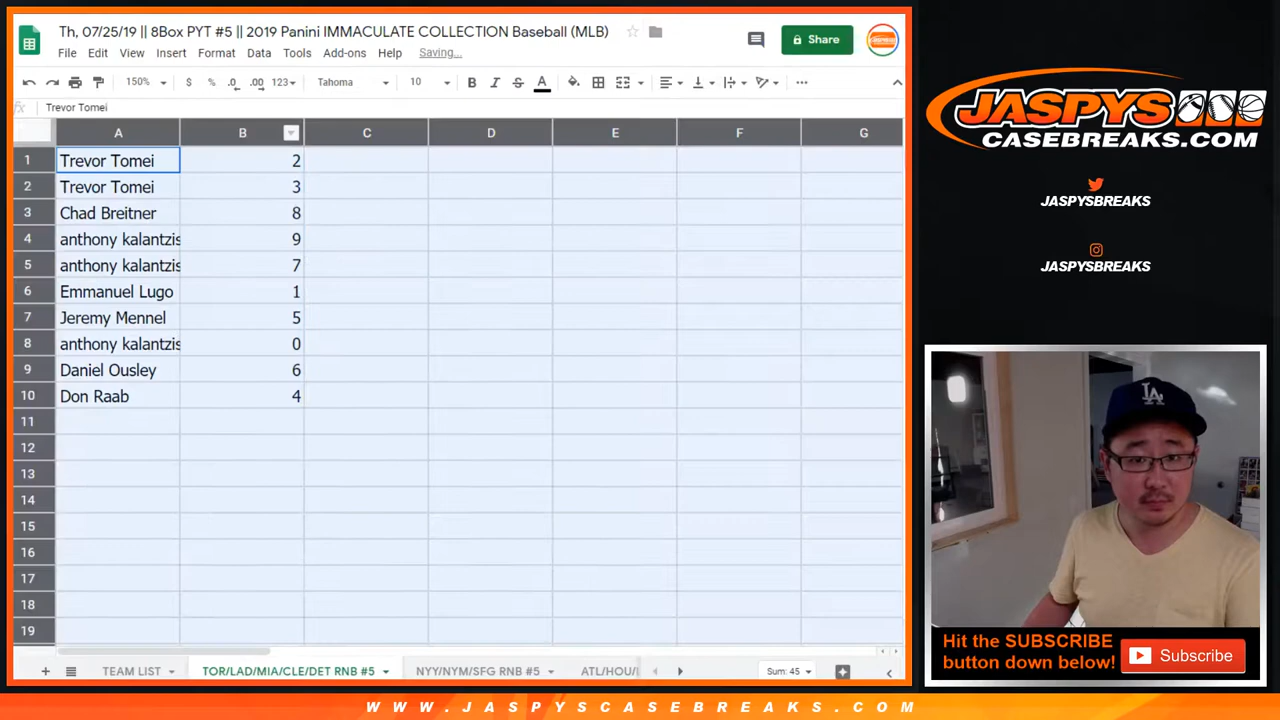 Th, 07/25/19 || 8Box PYT #5 || 2019 Panini IMMACULATE COLLECTION Baseball (MLB)
File Edit View Insert Format Data Tools Add-ons Help Saving...
Share
150% $ % .0 .00 123 Tahoma 10 B I S A
fx Trevor Tomei
A B C D E F G
1 Trevor Tomei 2
2 Trevor Tomei 3
3 Chad Breitner 8
4 anthony kalantzis 9
5 anthony kalantzis 7
6 Emmanuel Lugo 1
7 Jeremy Mennel 5
8 anthony kalantzis 0
9 Daniel Ousley 6
10 Don Raab 4
11
12
13
14
15
16
17
18
19
TEAM LIST TOR/LAD/MIA/CLE/DET RNB #5 NYY/NYM/SFG RNB #5 ATL/HOU/ Sum: 45
JASPYS
CASEBREAKS.COM
JASPYSBREAKS
JASPYSBREAKS
LA
Hit the SUBSCRIBE
button down below!
Subscribe
WWW.JASPYSCASEBREAKS.COM